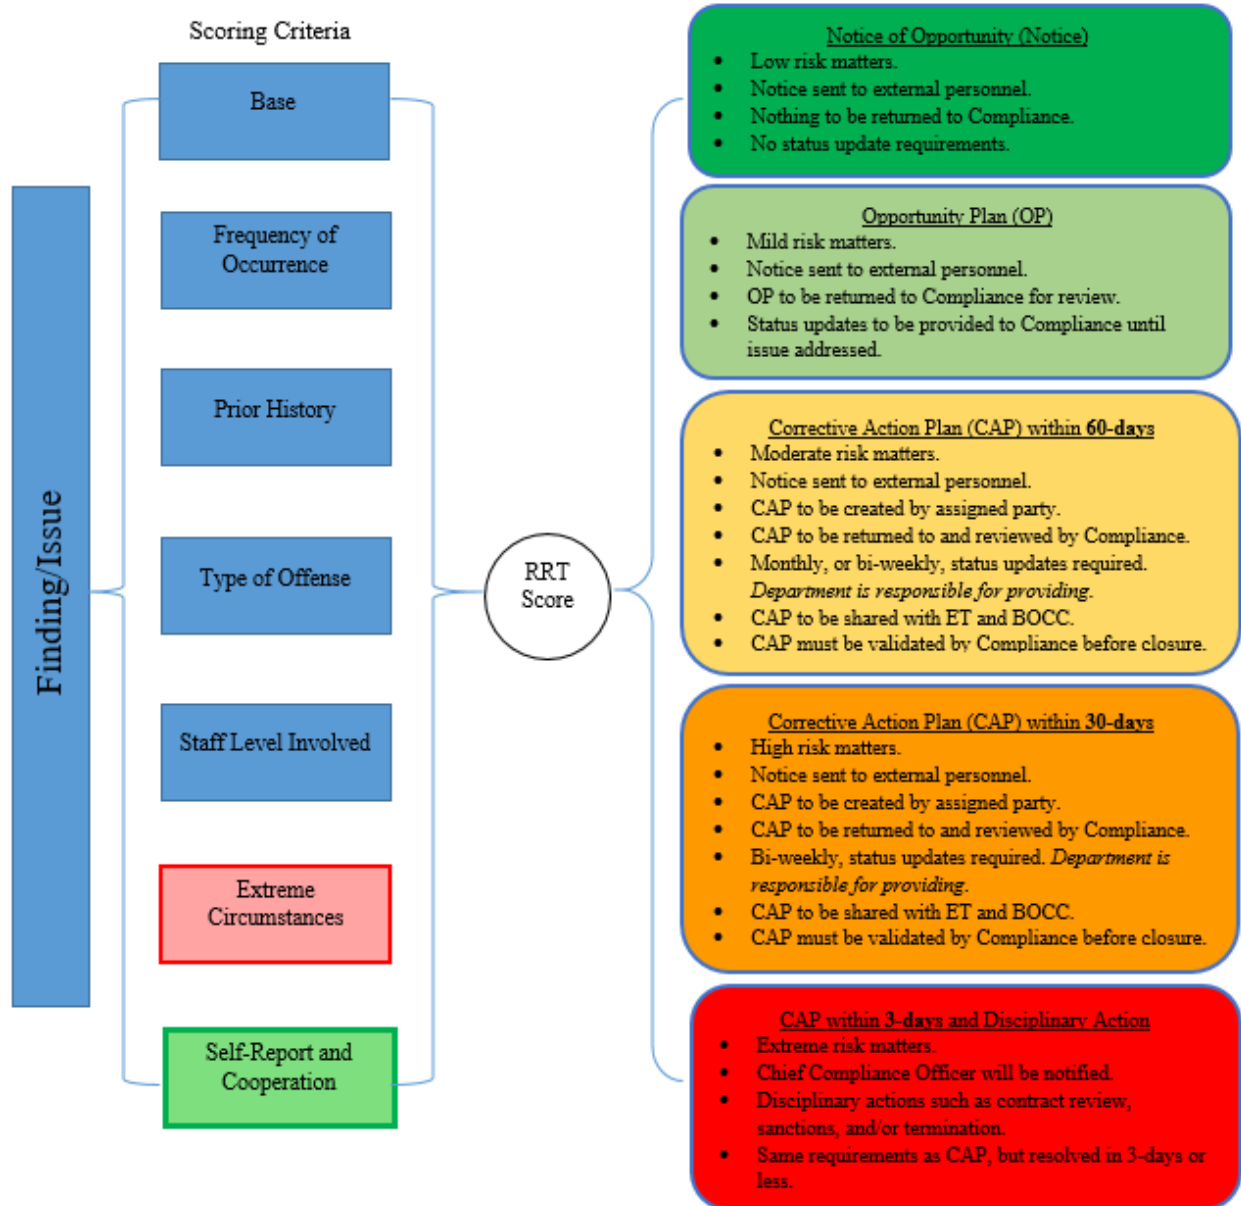 Scoring Criteria
Finding/Issue
Base
Frequency of
Occurrence
Prior History
Type of Offense
Staff Level Involved
Extreme
Circumstances
Self-Report and
Cooperation
RRT
Score
Notice of Opportunity (Notice)
• Low risk matters.
• Notice sent to external personnel.
• Nothing to be returned to Compliance.
• No status update requirements.
Opportunity Plan (OP)
• Mild risk matters.
• Notice sent to external personnel.
• OP to be returned to Compliance for review.
• Status updates to be provided to Compliance until
issue addressed.
Corrective Action Plan (CAP) within 60-days
• Moderate risk matters.
• Notice sent to external personnel.
• CAP to be created by assigned party.
• CAP to be returned to and reviewed by Compliance.
• Monthly, or bi-weekly, status updates required.
Department is responsible for providing.
• CAP to be shared with ET and BOCC.
• CAP must be validated by Compliance before closure.
Corrective Action Plan (CAP) within 30-days
• High risk matters.
• Notice sent to external personnel.
• CAP to be created by assigned party.
• CAP to be returned to and reviewed by Compliance.
• Bi-weekly, status updates required. Department is
responsible for providing.
• CAP to be shared with ET and BOCC.
• CAP must be validated by Compliance before closure.
CAP within 3-days and Disciplinary Action
• Extreme risk matters.
• Chief Compliance Officer will be notified.
• Disciplinary actions such as contract review,
sanctions, and/or termination.
• Same requirements as CAP, but resolved in 3-days or
less.